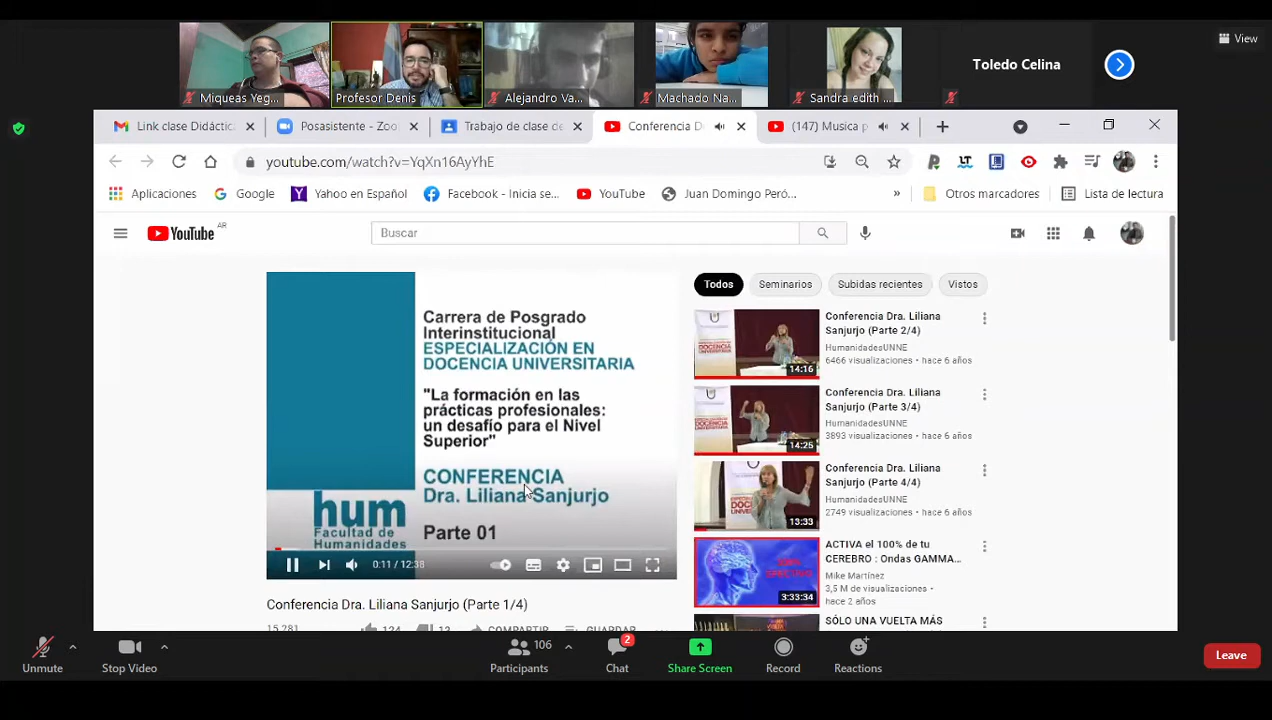 View
Miqueas Yeg...
Profesor Denis
Alejandro Va...
Machado Na...
Sandra edith ...
Toledo Celina
Link clase Didáctic
Posasistente - Zoo
Trabajo de clase de
Conferencia D
(147) Musica p
youtube.com/watch?v=YqXn16AyYhE
Aplicaciones
Google
Yahoo en Español
Facebook - Inicia se...
YouTube
Juan Domingo Peró...
»
Otros marcadores
Lista de lectura
YouTube AR
Buscar
Carrera de Posgrado
Interinstitucional
ESPECIALIZACIÓN EN
DOCENCIA UNIVERSITARIA
"La formación en las
prácticas profesionales:
un desafío para el Nivel
Superior"
CONFERENCIA
Dra. Liliana Sanjurjo
Parte 01
hum
Facultad de
Humanidades
0:11 / 12:38
Conferencia Dra. Liliana Sanjurjo (Parte 1/4)
15.281
124
12
COMPARTIR
GUARDAR
Todos
Seminarios
Subidas recientes
Vistos
Conferencia Dra. Liliana
Sanjurjo (Parte 2/4)
HumanidadesUNNE
6466 visualizaciones • hace 6 años
14:16
Conferencia Dra. Liliana
Sanjurjo (Parte 3/4)
HumanidadesUNNE
3893 visualizaciones • hace 6 años
14:25
Conferencia Dra. Liliana
Sanjurjo (Parte 4/4)
HumanidadesUNNE
2749 visualizaciones • hace 6 años
13:33
ACTIVA el 100% de tu
CEREBRO : Ondas GAMMA...
Mike Martínez
3,5 M de visualizaciones •
hace 2 años
3:33:34
SÓLO UNA VUELTA MÁS
Unmute
Stop Video
106
Participants
2
Chat
Share Screen
Record
Reactions
Leave